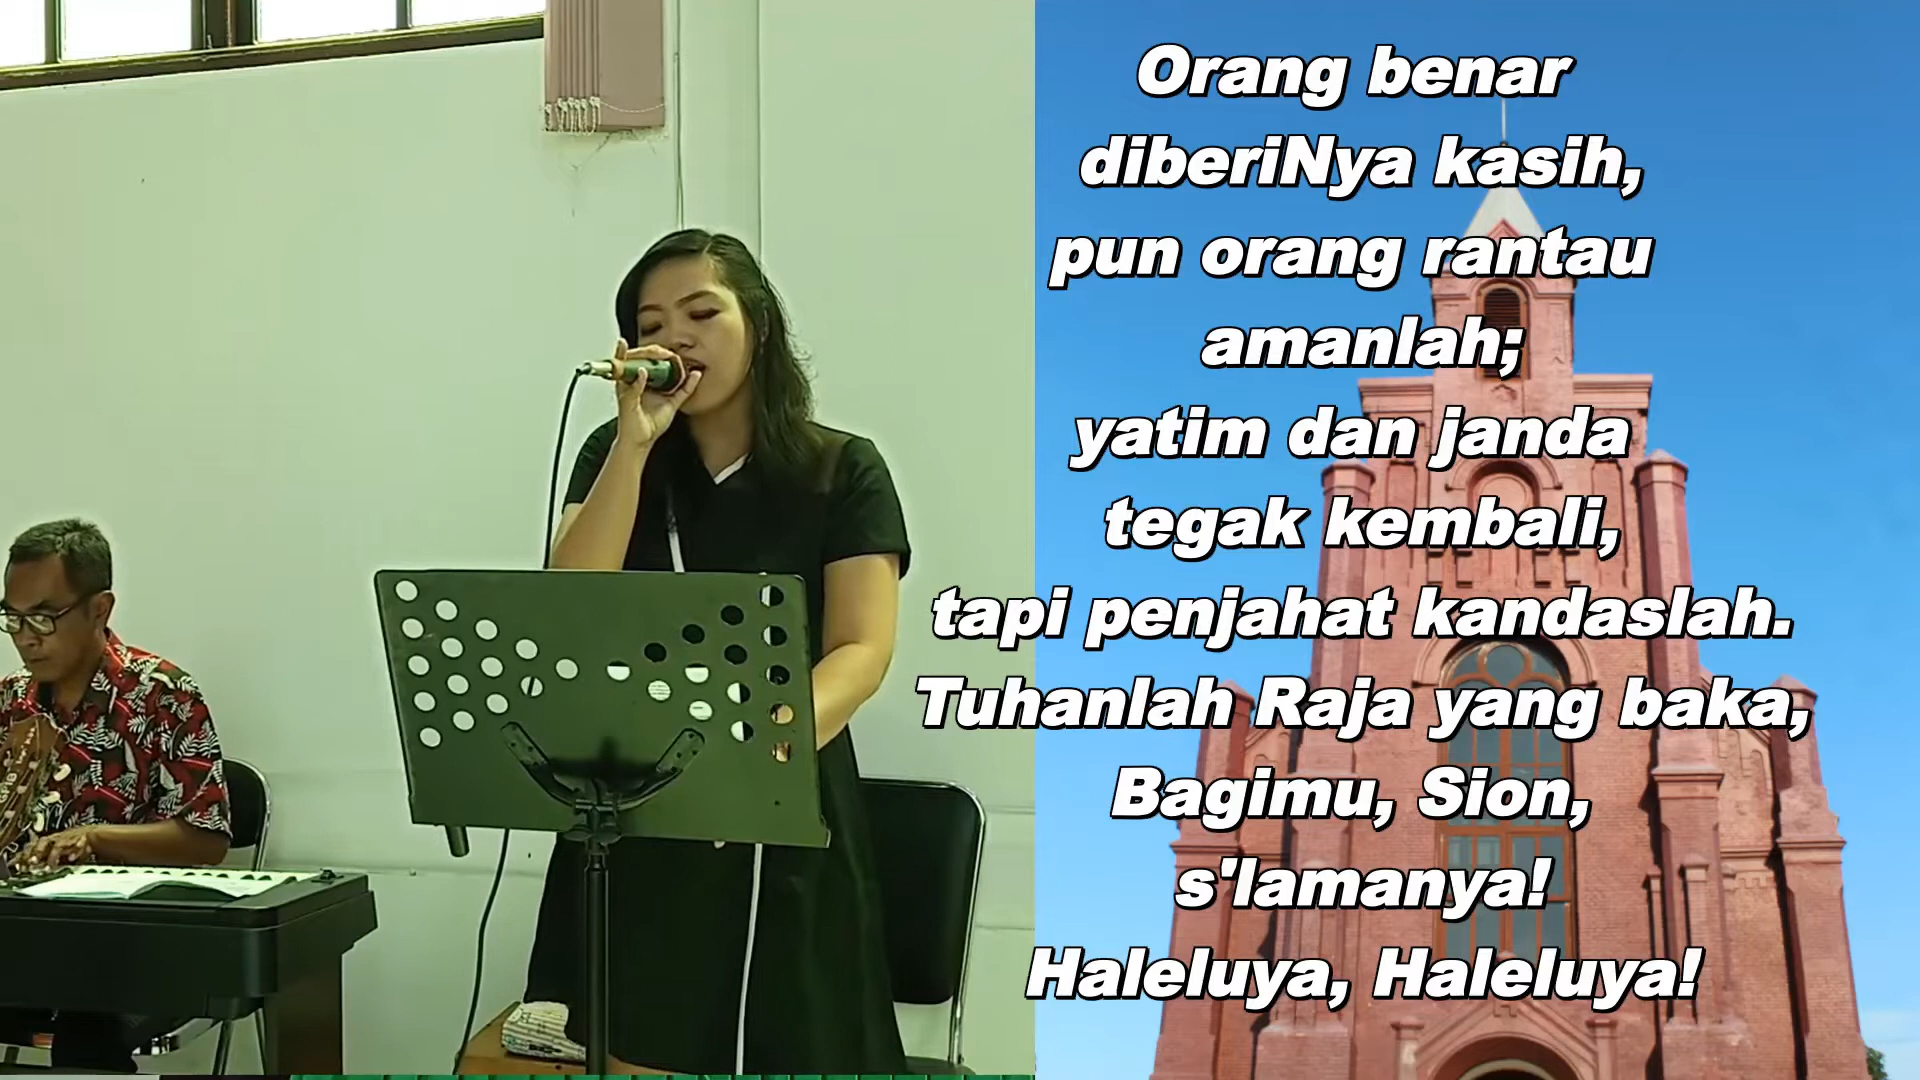 Orang benar
diberiNya kasih,
pun orang rantau
amanlah;
yatim dan janda
tegak kembali,
tapi penjahat kandaslah.
Tuhanlah Raja yang baka,
Bagimu, Sion,
s'lamanya!
Haleluya, Haleluya!